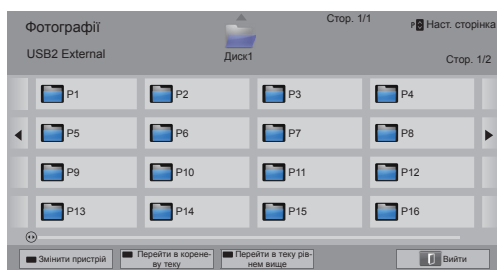 Фотографії
Стор. 1/1
P Наст. сторінка
USB2 External
Диск1
Стор. 1/2
P1 P2 P3 P4
P5 P6 P7 P8
P9 P10 P11 P12
P13 P14 P15 P16
Змінити пристрій
Перейти в корене-
ву теку
Перейти в теку рів-
нем вище
Вийти